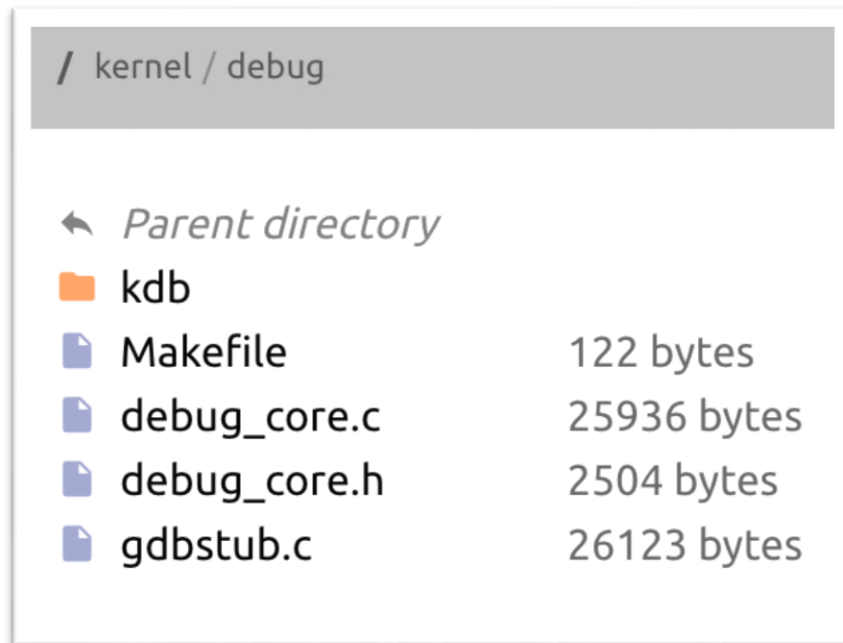 / kernel / debug
Parent directory
kdb
Makefile 122 bytes
debug_core.c 25936 bytes
debug_core.h 2504 bytes
gdbstub.c 26123 bytes